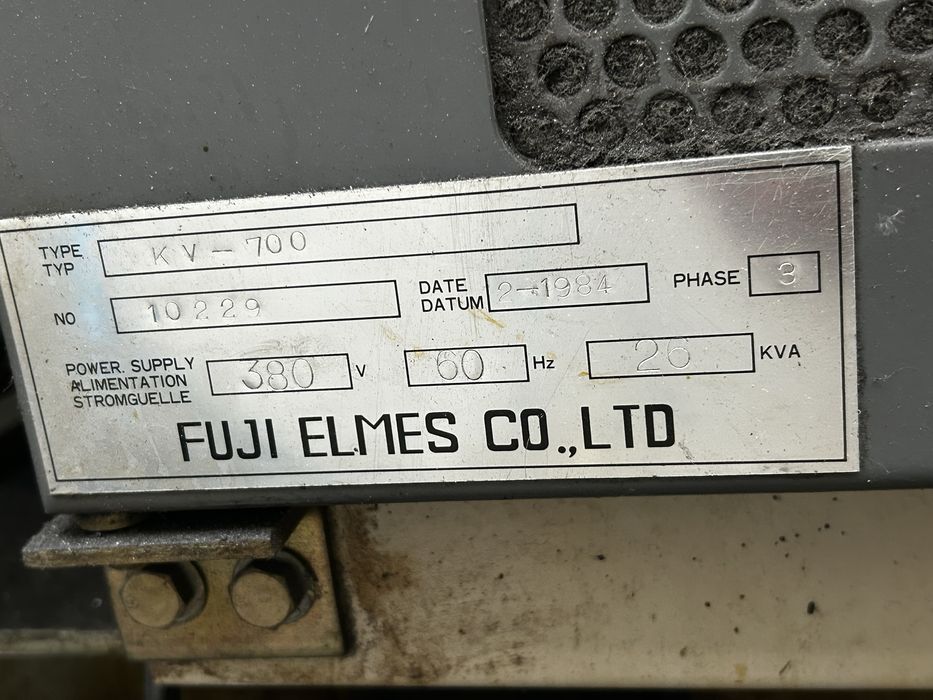 TYPE KV-700
TYP
NO 10229
DATE 2-1984
DATUM
PHASE 3
POWER. SUPPLY 380 V 60 Hz 26 KVA
ALIMENTATION
STROMGUELLE
FUJI ELMES CO.,LTD